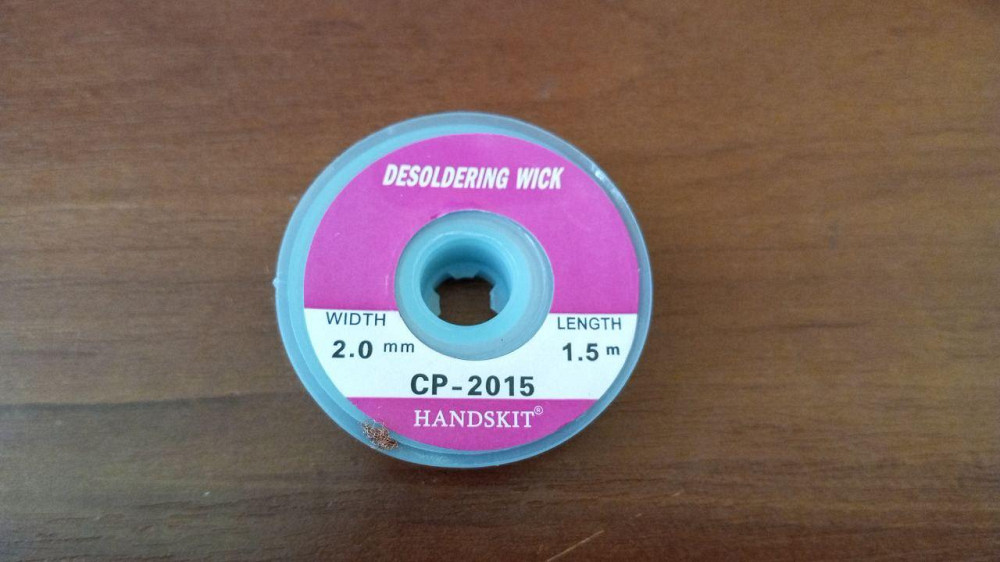 DESOLDERING WICK
WIDTH
2.0 mm
LENGTH
1.5 m
CP-2015
HANDSKIT®